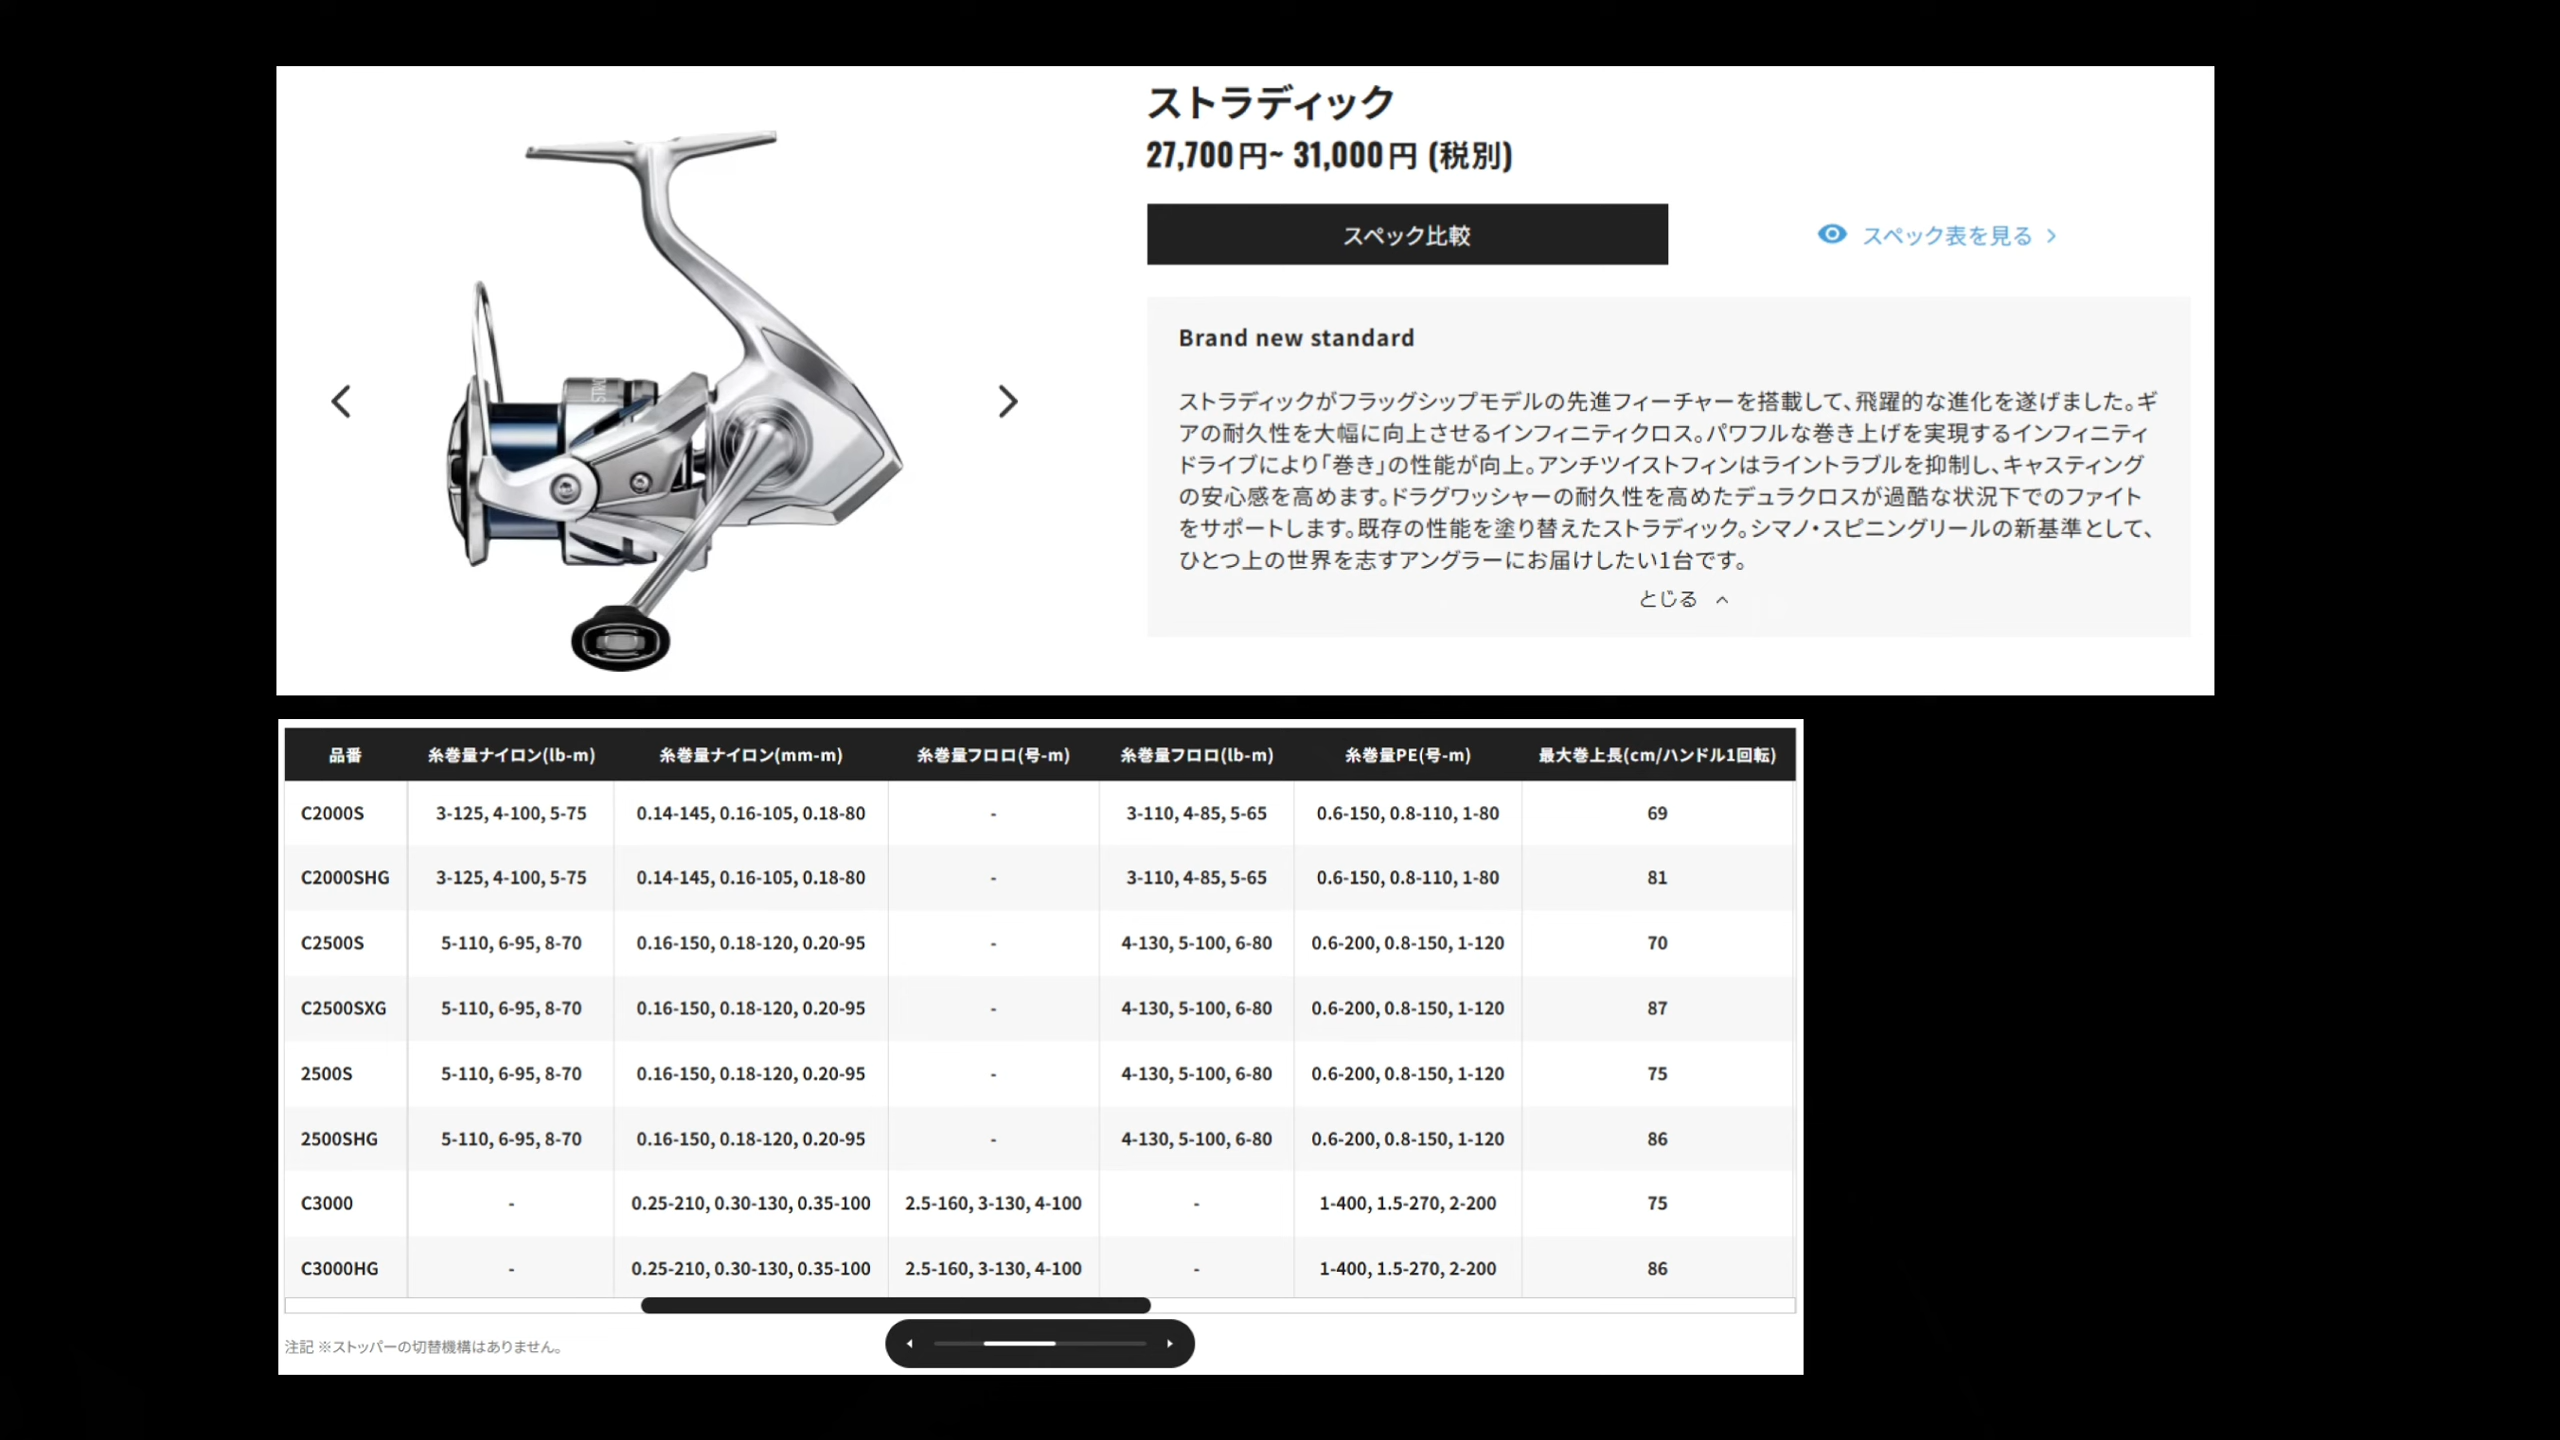 ストラディック
27,700円~ 31,000円 (税別)
スペック比較
スペック表を見る
Brand new standard
ストラディックがフラッグシップモデルの先進フィーチャーを搭載して、飛躍的な進化を遂げました。ギ
アの耐久性を大幅に向上させるインフィニティクロス。パワフルな巻き上げを実現するインフィニティ
ドライブにより「巻き」の性能が向上。アンチツイストフィンはライントラブルを抑制し、キャスティング
の安心感を高めます。ドラグワッシャーの耐久性を高めたデュラクロスが過酷な状況下でのファイト
をサポートします。既存の性能を塗り替えたストラディック。シマノ・スピニングリールの新基準として、
ひとつ上の世界を志すアングラーにお届けしたい1台です。
とじる
品番 糸巻量ナイロン(lb-m) 糸巻量ナイロン(mm-m) 糸巻量フロロ(号-m) 糸巻量フロロ(lb-m) 糸巻量PE(号-m) 最大巻上長(cm/ハンドル1回転)
C2000S 3-125, 4-100, 5-75 0.14-145, 0.16-105, 0.18-80 - 3-110, 4-85, 5-65 0.6-150, 0.8-110, 1-80 69
C2000SHG 3-125, 4-100, 5-75 0.14-145, 0.16-105, 0.18-80 - 3-110, 4-85, 5-65 0.6-150, 0.8-110, 1-80 81
C2500S 5-110, 6-95, 8-70 0.16-150, 0.18-120, 0.20-95 - 4-130, 5-100, 6-80 0.6-200, 0.8-150, 1-120 70
C2500SXG 5-110, 6-95, 8-70 0.16-150, 0.18-120, 0.20-95 - 4-130, 5-100, 6-80 0.6-200, 0.8-150, 1-120 87
2500S 5-110, 6-95, 8-70 0.16-150, 0.18-120, 0.20-95 - 4-130, 5-100, 6-80 0.6-200, 0.8-150, 1-120 75
2500SHG 5-110, 6-95, 8-70 0.16-150, 0.18-120, 0.20-95 - 4-130, 5-100, 6-80 0.6-200, 0.8-150, 1-120 86
C3000 - 0.25-210, 0.30-130, 0.35-100 2.5-160, 3-130, 4-100 - 1-400, 1.5-270, 2-200 75
C3000HG - 0.25-210, 0.30-130, 0.35-100 2.5-160, 3-130, 4-100 - 1-400, 1.5-270, 2-200 86
注記 ※ストッパーの切替機構はありません。